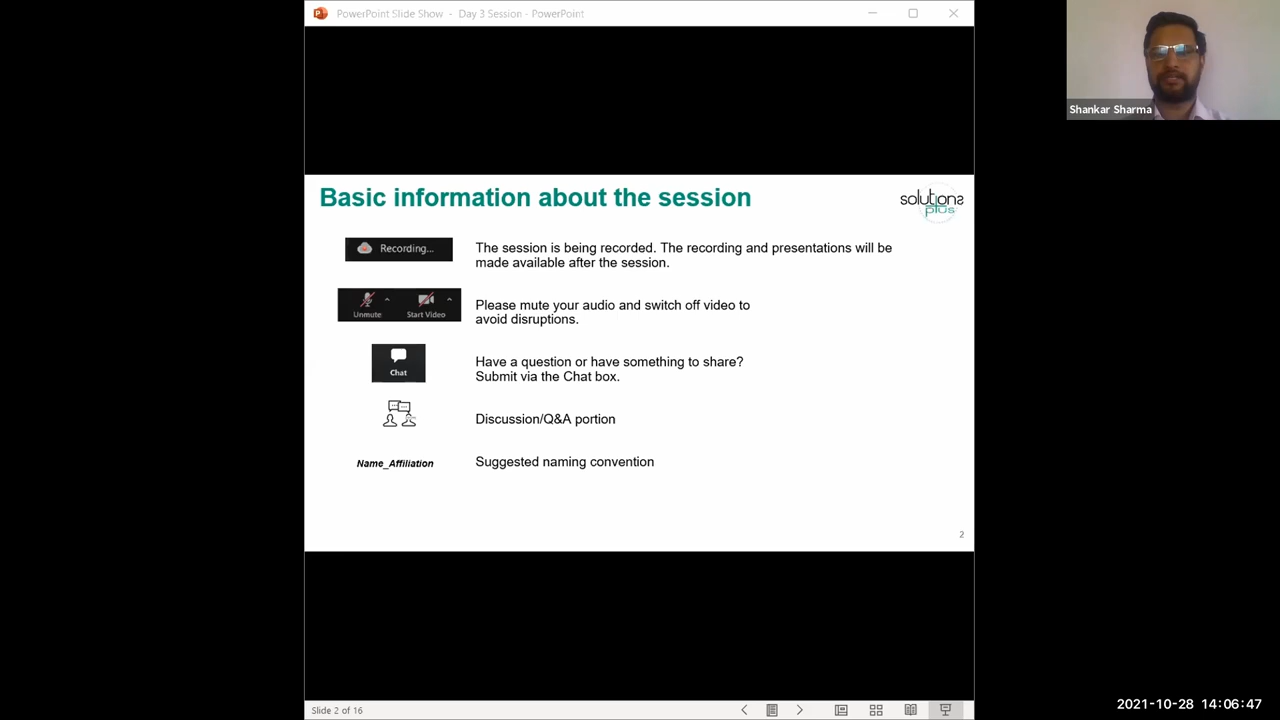 PowerPoint Slide Show - Day 3 Session - PowerPoint
Shankar Sharma
Basic information about the session
solutions
plus
Recording...
The session is being recorded. The recording and presentations will be
made available after the session.
Unmute
Start Video
Please mute your audio and switch off video to
avoid disruptions.
Chat
Have a question or have something to share?
Submit via the Chat box.
Discussion/Q&A portion
Name_Affiliation
Suggested naming convention
2
Slide 2 of 16
2021-10-28 14:06:47